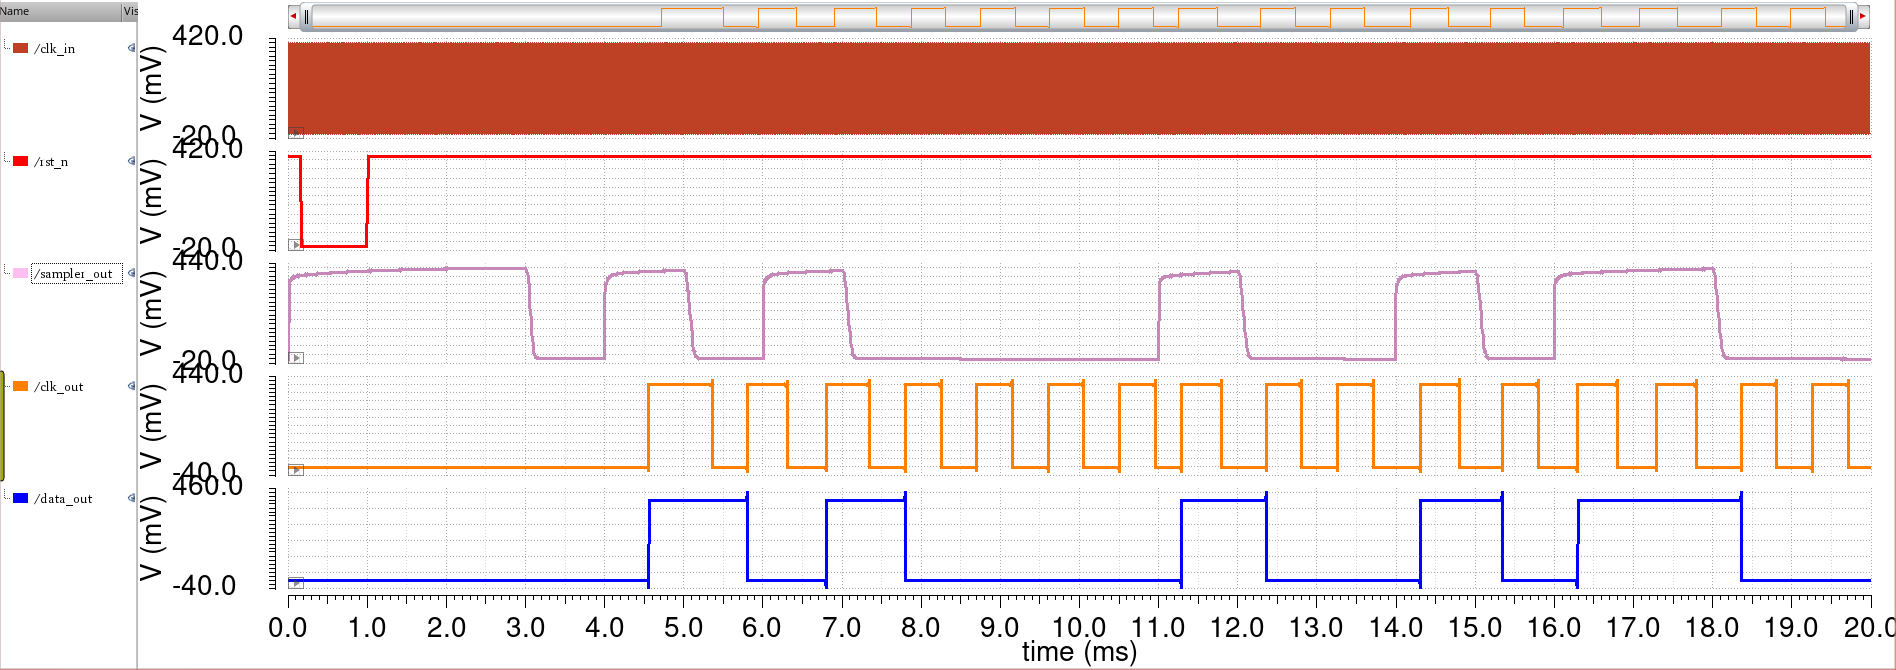 Name Vis
/clk_in
/rst_n
/sampler_out
/clk_out
/data_out
420.0
V (mV)
-20.0
420.0
V (mV)
-20.0
440.0
V (mV)
-20.0
440.0
V (mV)
-40.0
460.0
V (mV)
-40.0
0.0 1.0 2.0 3.0 4.0 5.0 6.0 7.0 8.0 9.0 10.0 11.0 12.0 13.0 14.0 15.0 16.0 17.0 18.0 19.0 20.0
time (ms)